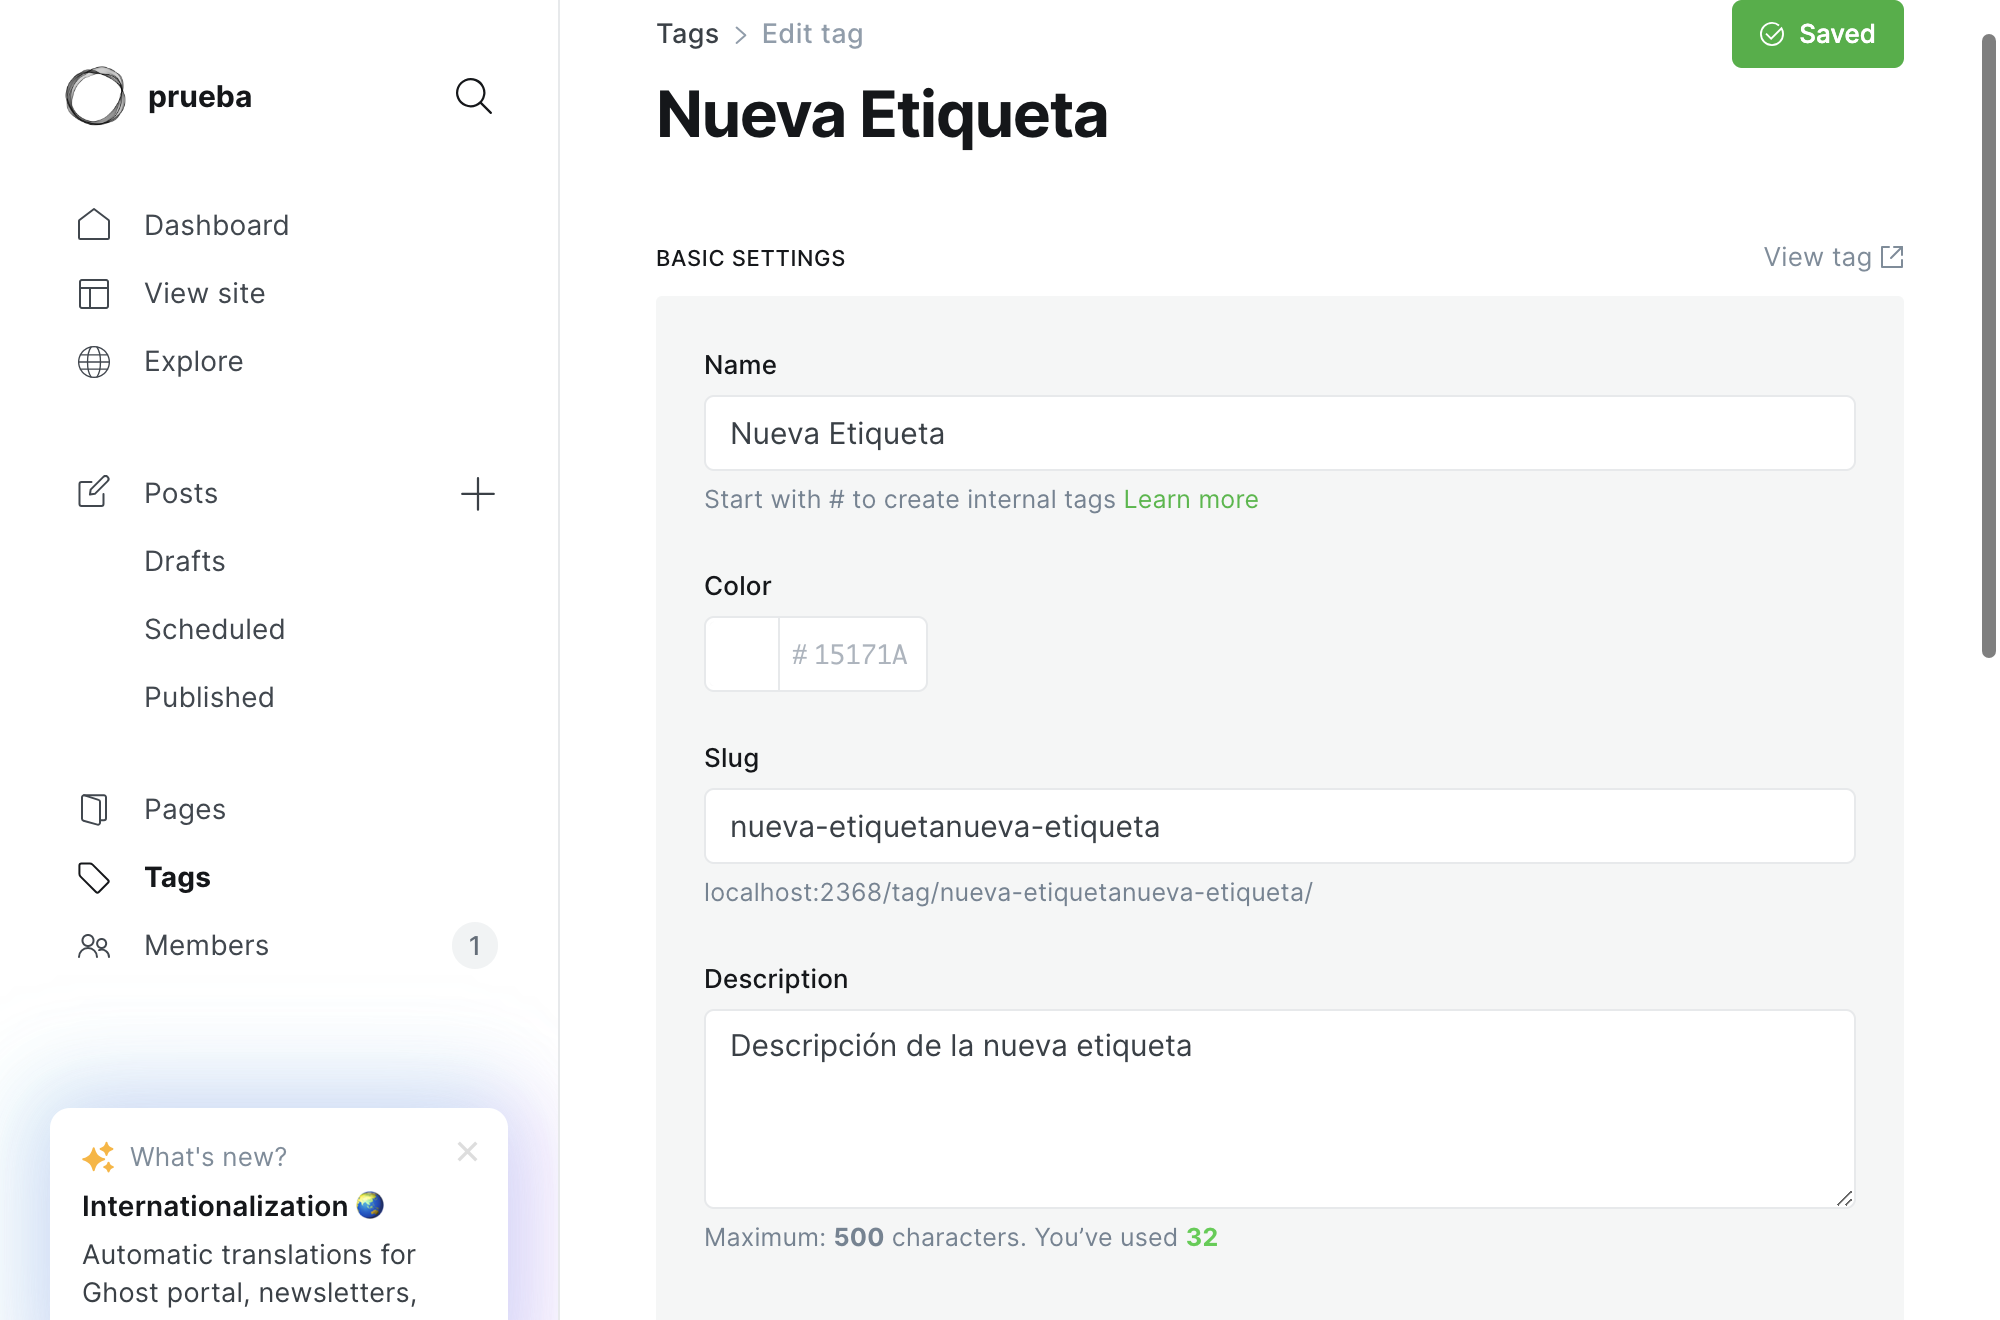 prueba
Dashboard
View site
Explore
Posts
Drafts
Scheduled
Published
Pages
Tags
Members
1
What's new?
Internationalization
Automatic translations for
Ghost portal, newsletters,
Tags > Edit tag
Saved
Nueva Etiqueta
BASIC SETTINGS
View tag
Name
Nueva Etiqueta
Start with # to create internal tags Learn more
Color
# 15171A
Slug
nueva-etiquetanueva-etiqueta
localhost:2368/tag/nueva-etiquetanueva-etiqueta/
Description
Descripción de la nueva etiqueta
Maximum: 500 characters. You’ve used 32